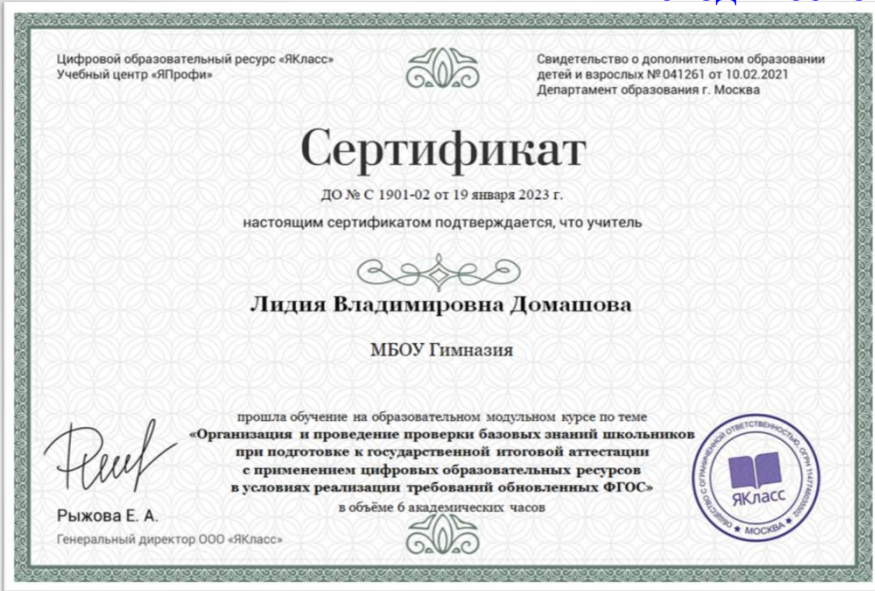 Цифровой образовательный ресурс «ЯКласс»
Учебный центр «ЯПрофи»
Свидетельство о дополнительном образовании
детей и взрослых № 041261 от 10.02.2021
Департамент образования г. Москва
Сертификат
ДО № С 1901-02 от 19 января 2023 г.
настоящим сертификатом подтверждается, что учитель
Лидия Владимировна Домашова
МБОУ Гимназия
прошла обучение на образовательном модульном курсе по теме
«Организация и проведение проверки базовых знаний школьников
при подготовке к государственной итоговой аттестации
с применением цифровых образовательных ресурсов
в условиях реализации требований обновленных ФГОС»
в объёме 6 академических часов
Рыжова Е. А.
Генеральный директор ООО «ЯКласс»
ОБЩЕСТВО С ОГРАНИЧЕННОЙ ОТВЕТСТВЕННОСТЬЮ
ЯКласс
МОСКВА